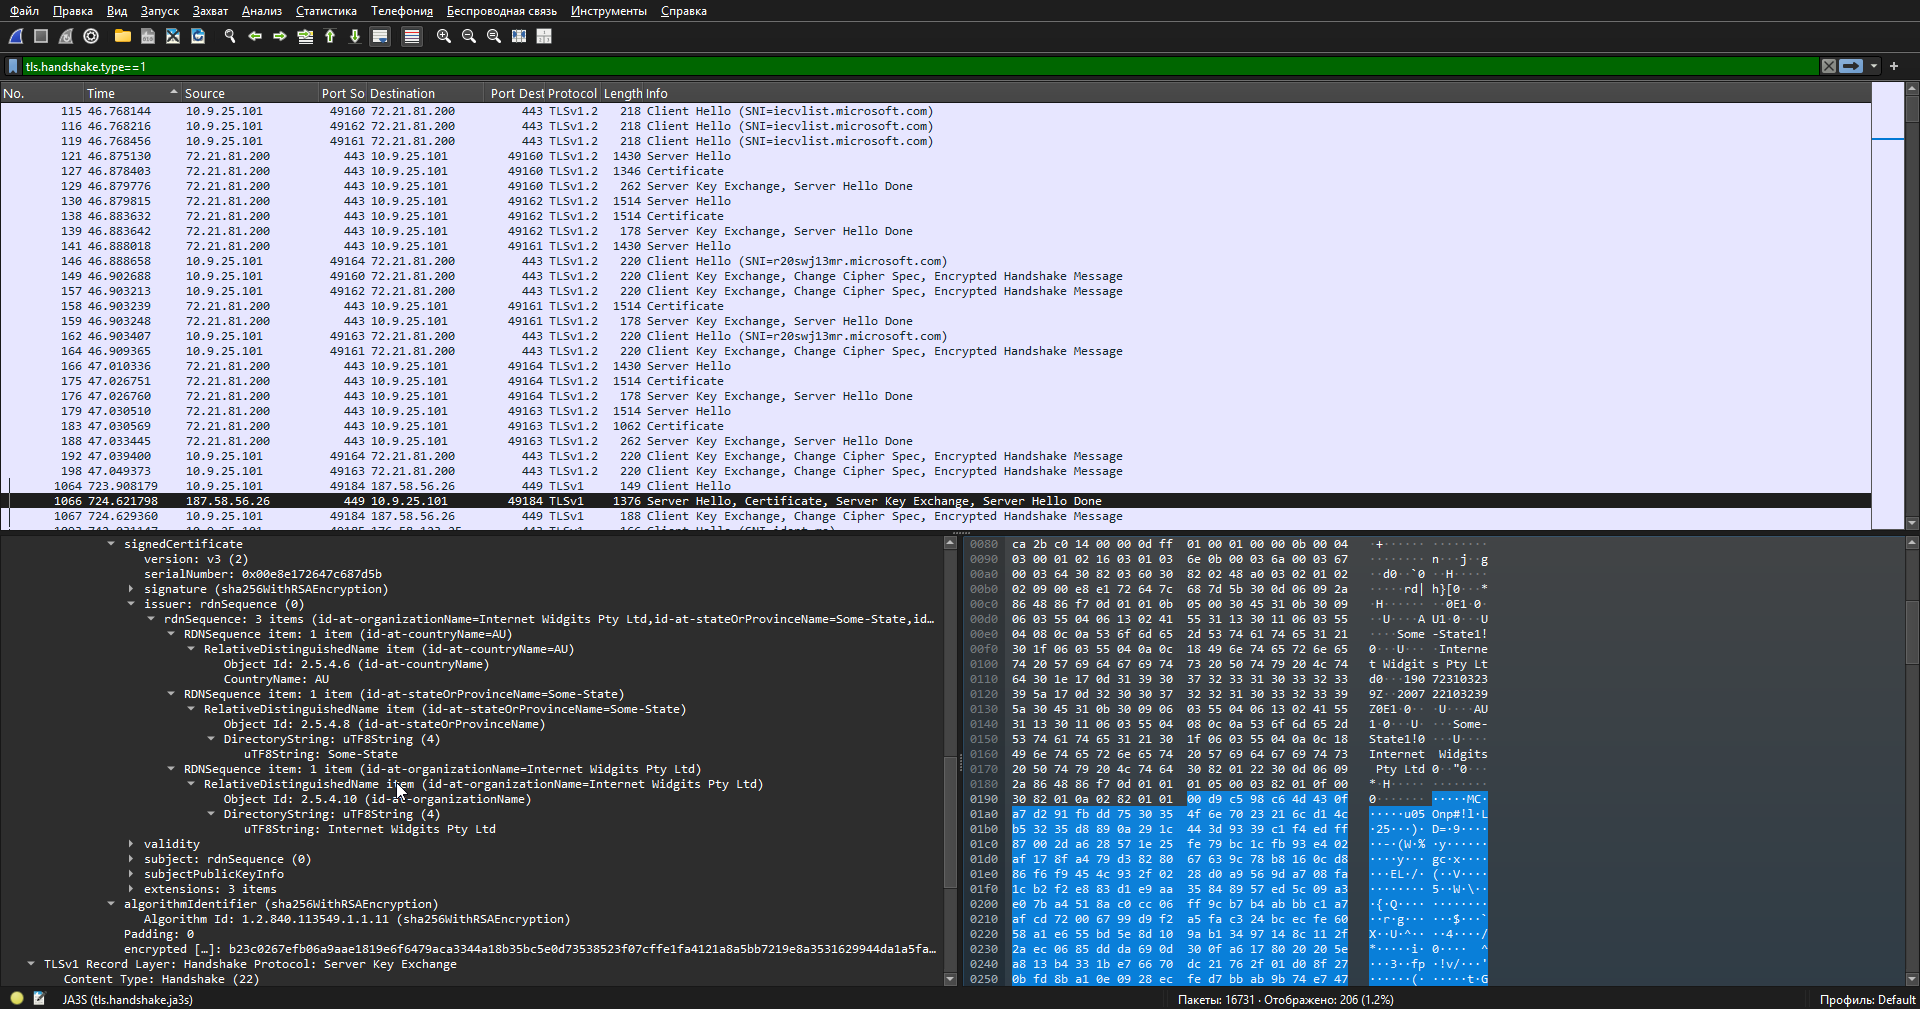 Файл Правка Вид Запуск Захват Анализ Статистика Телефония Беспроводная связь Инструменты Справка
tls.handshake.type==1
No. Time Source Port So Destination Port Dest Protocol Length Info
115 46.768144 10.9.25.101 49160 72.21.81.200 443 TLSv1.2 218 Client Hello (SNI=iecvlist.microsoft.com)
116 46.768216 10.9.25.101 49162 72.21.81.200 443 TLSv1.2 218 Client Hello (SNI=iecvlist.microsoft.com)
119 46.768456 10.9.25.101 49161 72.21.81.200 443 TLSv1.2 218 Client Hello (SNI=iecvlist.microsoft.com)
121 46.875130 72.21.81.200 443 10.9.25.101 49160 TLSv1.2 1430 Server Hello
127 46.878403 72.21.81.200 443 10.9.25.101 49160 TLSv1.2 1346 Certificate
129 46.879776 72.21.81.200 443 10.9.25.101 49160 TLSv1.2 262 Server Key Exchange, Server Hello Done
130 46.879815 72.21.81.200 443 10.9.25.101 49162 TLSv1.2 1514 Server Hello
138 46.883632 72.21.81.200 443 10.9.25.101 49162 TLSv1.2 1514 Certificate
139 46.883642 72.21.81.200 443 10.9.25.101 49162 TLSv1.2 178 Server Key Exchange, Server Hello Done
141 46.888018 72.21.81.200 443 10.9.25.101 49161 TLSv1.2 1430 Server Hello
146 46.888658 10.9.25.101 49164 72.21.81.200 443 TLSv1.2 220 Client Hello (SNI=r20swj13mr.microsoft.com)
149 46.902688 10.9.25.101 49160 72.21.81.200 443 TLSv1.2 220 Client Key Exchange, Change Cipher Spec, Encrypted Handshake Message
157 46.903213 10.9.25.101 49162 72.21.81.200 443 TLSv1.2 220 Client Key Exchange, Change Cipher Spec, Encrypted Handshake Message
158 46.903239 72.21.81.200 443 10.9.25.101 49161 TLSv1.2 1514 Certificate
159 46.903248 72.21.81.200 443 10.9.25.101 49161 TLSv1.2 178 Server Key Exchange, Server Hello Done
162 46.903407 10.9.25.101 49163 72.21.81.200 443 TLSv1.2 220 Client Hello (SNI=r20swj13mr.microsoft.com)
164 46.909365 10.9.25.101 49161 72.21.81.200 443 TLSv1.2 220 Client Key Exchange, Change Cipher Spec, Encrypted Handshake Message
166 47.010336 72.21.81.200 443 10.9.25.101 49164 TLSv1.2 1430 Server Hello
175 47.026751 72.21.81.200 443 10.9.25.101 49164 TLSv1.2 1514 Certificate
176 47.026760 72.21.81.200 443 10.9.25.101 49164 TLSv1.2 178 Server Key Exchange, Server Hello Done
179 47.030510 72.21.81.200 443 10.9.25.101 49163 TLSv1.2 1514 Server Hello
183 47.030569 72.21.81.200 443 10.9.25.101 49163 TLSv1.2 1062 Certificate
188 47.033445 72.21.81.200 443 10.9.25.101 49163 TLSv1.2 262 Server Key Exchange, Server Hello Done
192 47.039400 10.9.25.101 49164 72.21.81.200 443 TLSv1.2 220 Client Key Exchange, Change Cipher Spec, Encrypted Handshake Message
198 47.049373 10.9.25.101 49163 72.21.81.200 443 TLSv1.2 220 Client Key Exchange, Change Cipher Spec, Encrypted Handshake Message
1064 723.908179 10.9.25.101 49184 187.58.56.26 449 TLSv1 149 Client Hello
1066 724.621798 187.58.56.26 449 10.9.25.101 49184 TLSv1 1376 Server Hello, Certificate, Server Key Exchange, Server Hello Done
1067 724.629360 10.9.25.101 49184 187.58.56.26 449 TLSv1 188 Client Key Exchange, Change Cipher Spec, Encrypted Handshake Message
signedCertificate
version: v3 (2)
serialNumber: 0x00e8e172647c687d5b
signature (sha256WithRSAEncryption)
issuer: rdnSequence (0)
rdnSequence: 3 items (id-at-organizationName=Internet Widgits Pty Ltd,id-at-stateOrProvinceName=Some-State,id…
RDNSequence item: 1 item (id-at-countryName=AU)
RelativeDistinguishedName item (id-at-countryName=AU)
Object Id: 2.5.4.6 (id-at-countryName)
CountryName: AU
RDNSequence item: 1 item (id-at-stateOrProvinceName=Some-State)
RelativeDistinguishedName item (id-at-stateOrProvinceName=Some-State)
Object Id: 2.5.4.8 (id-at-stateOrProvinceName)
DirectoryString: uTF8String (4)
uTF8String: Some-State
RDNSequence item: 1 item (id-at-organizationName=Internet Widgits Pty Ltd)
RelativeDistinguishedName item (id-at-organizationName=Internet Widgits Pty Ltd)
Object Id: 2.5.4.10 (id-at-organizationName)
DirectoryString: uTF8String (4)
uTF8String: Internet Widgits Pty Ltd
validity
subject: rdnSequence (0)
subjectPublicKeyInfo
extensions: 3 items
algorithmIdentifier (sha256WithRSAEncryption)
Algorithm Id: 1.2.840.113549.1.1.11 (sha256WithRSAEncryption)
Padding: 0
encrypted […]: b23c0267efb06a9aae1819e6f6479aca3344a18b35bc5e0d73538523f07cffe1fa4121a8a5bb7219e8a3531629944da1a5fa…
TLSv1 Record Layer: Handshake Protocol: Server Key Exchange
Content Type: Handshake (22)
0080 ca 2b c0 14 00 00 0d ff 01 00 01 00 00 0b 00 04 ·+······ ········
0090 03 00 01 02 16 03 01 03 6e 0b 00 03 6a 00 03 67 ········ n···j··g
00a0 00 03 64 30 82 03 60 30 82 02 48 a0 03 02 01 02 ··d0··`0 ··H·····
00b0 02 09 00 e8 e1 72 64 7c 68 7d 5b 30 0d 06 09 2a ·····rd| h}[0···*
00c0 86 48 86 f7 0d 01 01 0b 05 00 30 45 31 0b 30 09 ·H······ ··0E1·0·
00d0 06 03 55 04 06 13 02 41 55 31 13 30 11 06 03 55 ··U····A U1·0···U
00e0 04 08 0c 0a 53 6f 6d 65 2d 53 74 61 74 65 31 21 ····Some -State1!
00f0 30 1f 06 03 55 04 0a 0c 18 49 6e 74 65 72 6e 65 0···U··· ·Interne
0100 74 20 57 69 64 67 69 74 73 20 50 74 79 20 4c 74 t Widgit s Pty Lt
0110 64 30 1e 17 0d 31 39 30 37 32 33 31 30 33 32 33 d0···190 72310323
0120 39 5a 17 0d 32 30 30 37 32 32 31 30 33 32 33 39 9Z··2007 22103239
0130 5a 30 45 31 0b 30 09 06 03 55 04 06 13 02 41 55 Z0E1·0·· ·U····AU
0140 31 13 30 11 06 03 55 04 08 0c 0a 53 6f 6d 65 2d 1·0···U· ···Some-
0150 53 74 61 74 65 31 21 30 1f 06 03 55 04 0a 0c 18 State1!0 ···U····
0160 49 6e 74 65 72 6e 65 74 20 57 69 64 67 69 74 73 Internet Widgits
0170 20 50 74 79 20 4c 74 64 30 82 01 22 30 0d 06 09 Pty Ltd 0··"0···
0180 2a 86 48 86 f7 0d 01 01 01 05 00 03 82 01 0f 00 *·H····· ········
0190 30 82 01 0a 02 82 01 01 00 d9 c5 98 c6 4d 43 0f 0······· ·····MC·
01a0 a7 d2 91 fb dd 75 30 35 4f 6e 70 23 21 6c d1 4c ·····u05 Onp#!l·L
01b0 b5 32 35 d8 89 0a 29 1c 44 3d 93 39 c1 f4 ed ff ·25···)· D=·9····
01c0 87 00 2d a6 28 57 1e 25 fe 79 bc 1c fb 93 e4 02 ··-·(W·% ·y······
01d0 af 17 8f a4 79 d3 82 80 67 63 9c 78 b8 16 0c d8 ····y··· gc·x····
01e0 86 f6 f9 45 4c 93 2f 02 28 d0 a9 56 9d a7 08 fa ···EL·/· (··V····
01f0 1c b2 f2 e8 83 d1 e9 aa 35 84 89 57 ed 5c 09 a3 ········ 5··W·\··
0200 e0 7b a4 51 8a c0 cc 06 ff 9c b7 b4 ab bb c1 a7 ·{·Q···· ········
0210 af cd 72 00 67 99 d9 f2 a5 fa c3 24 bc ec fe 60 ··r·g··· ···$···`
0220 58 a1 e6 55 bd 5e 8d 10 9a b1 34 97 14 8c 11 2f X··U·^·· ··4····/
0230 2a ec 06 85 dd da 69 0d 30 0f a6 17 80 20 20 5e *·····i· 0···· ^
0240 a8 13 b4 33 1b e7 66 70 dc 21 76 2f 01 d0 8f 27 ···3··fp ·!v/···'
0250 0b fd 8b a1 0e 09 28 ec fe d7 bb ab 9b 74 e7 47 ······(· ·····t·G
JA3S (tls.handshake.ja3s) Пакеты: 16731 · Отображено: 206 (1.2%) Профиль: Default